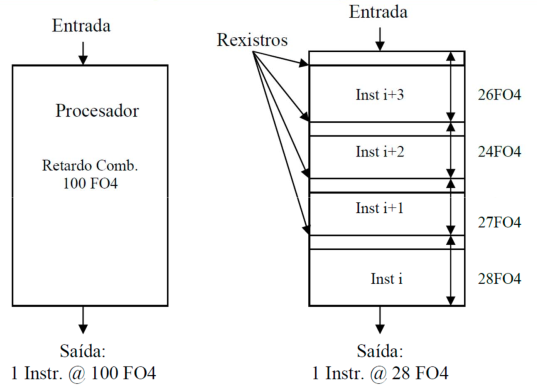 Entrada
Procesador
Retardo Comb.
100 FO4
Saída:
1 Instr. @ 100 FO4
Entrada
Rexistros
Inst i+3
26FO4
Inst i+2
24FO4
Inst i+1
27FO4
Inst i
28FO4
Saída:
1 Instr. @ 28 FO4